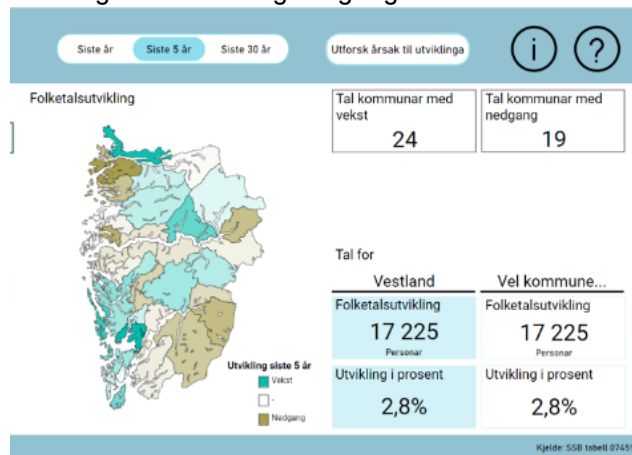 Siste år
Siste 5 år
Siste 30 år
Utforsk årsak til utviklinga
i
?
Folketalsutvikling
Tal kommunar med
vekst
24
Tal kommunar med
nedgang
19
Tal for
Vestland
Vel kommune...
Folketalsutvikling
17 225
Personar
Folketalsutvikling
17 225
Personar
Utvikling i prosent
2,8%
Utvikling i prosent
2,8%
Utvikling siste 5 år
Vekst
-
Nedgang
Kjelde: SSB tabell 07459